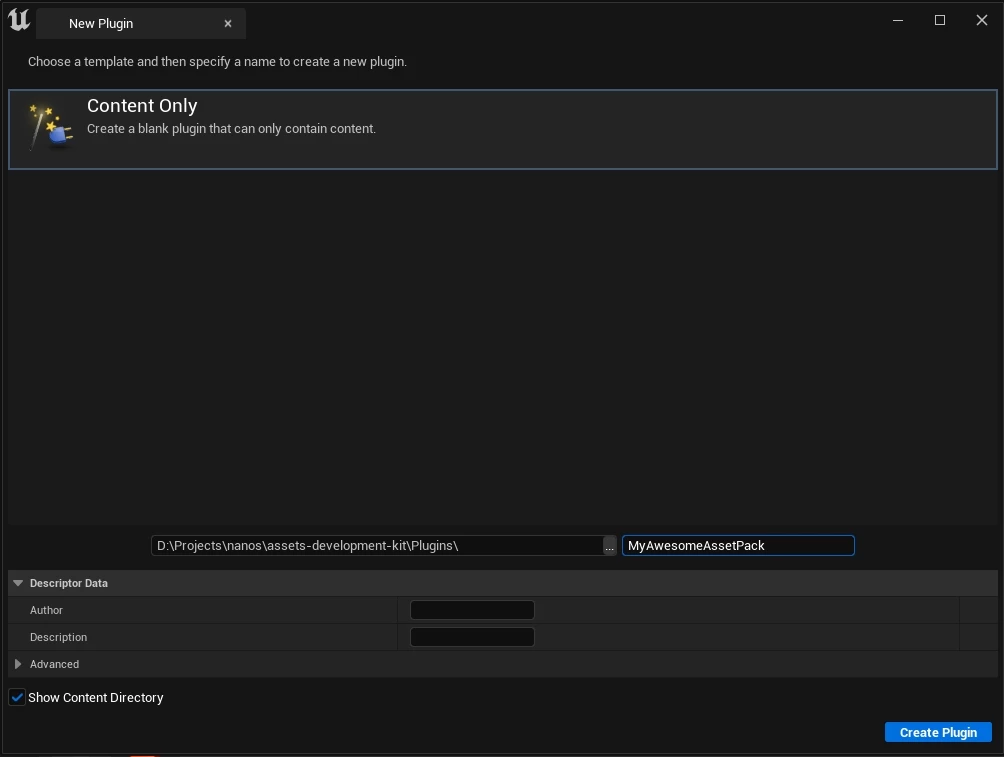 New Plugin
Choose a template and then specify a name to create a new plugin.
Content Only
Create a blank plugin that can only contain content.
D:\Projects\nanos\assets-development-kit\Plugins\ ... MyAwesomeAssetPack
Descriptor Data
Author
Description
Advanced
Show Content Directory
Create Plugin